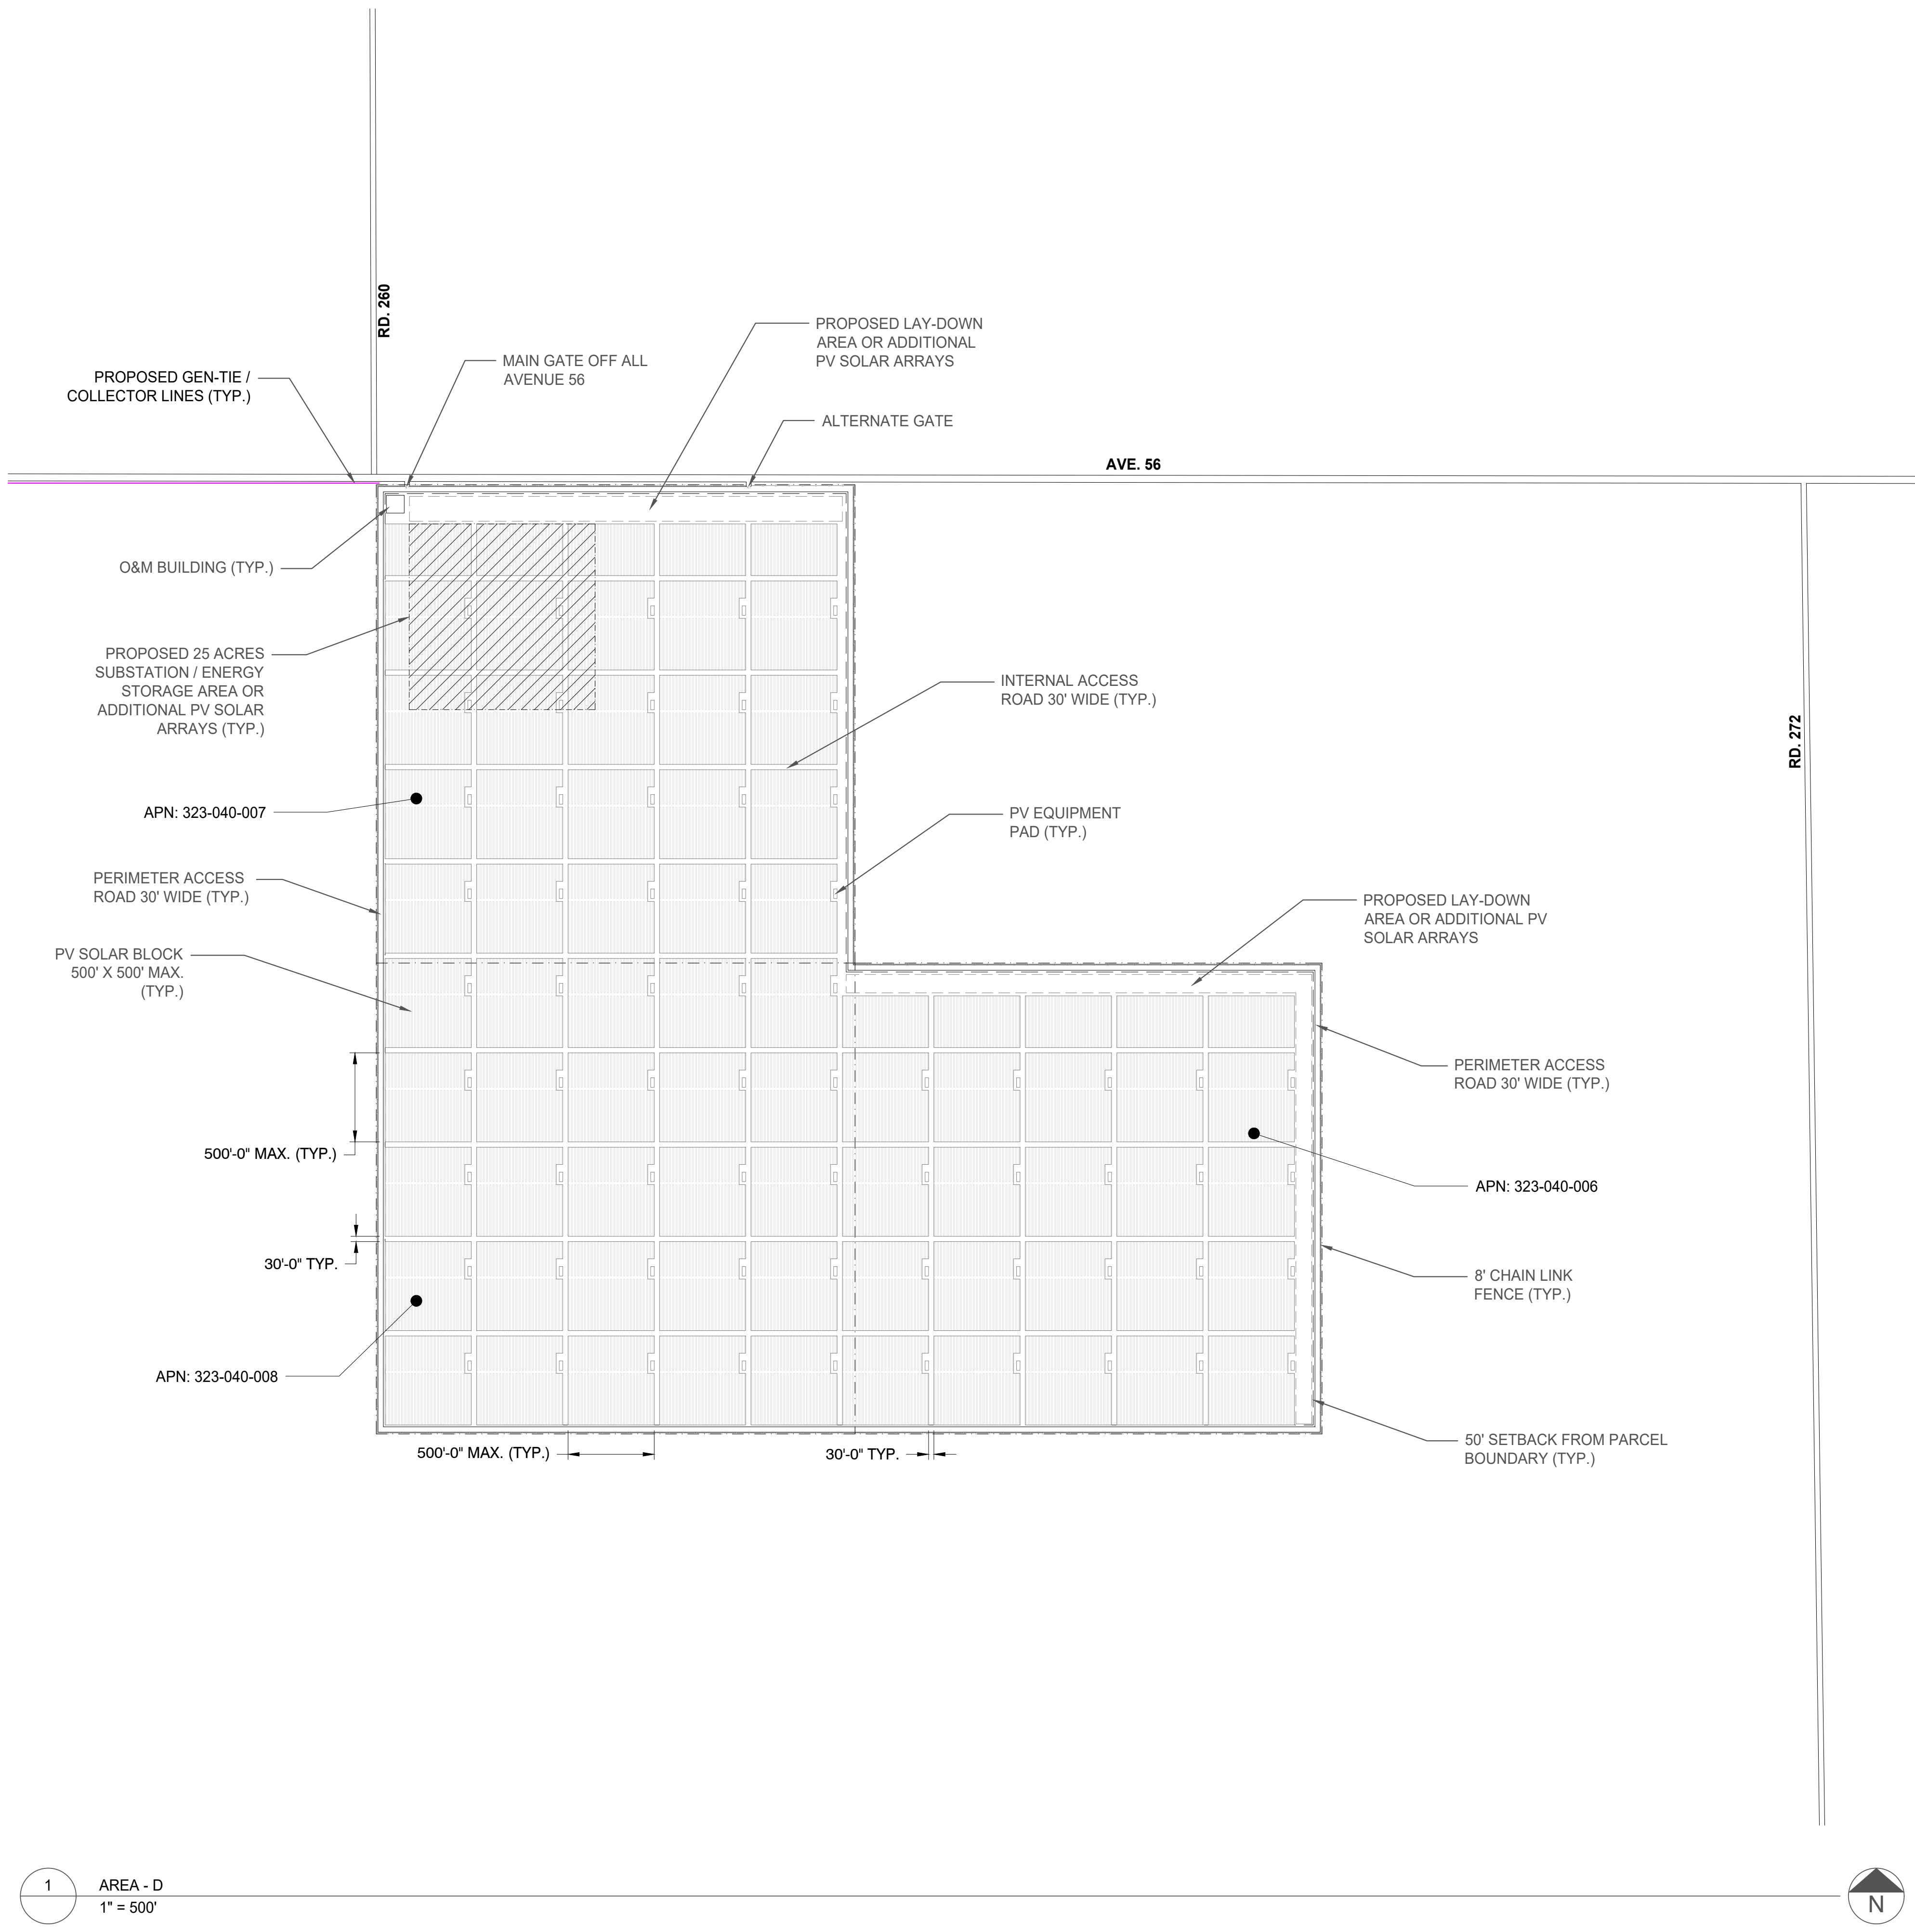 RD. 260
PROPOSED LAY-DOWN
AREA OR ADDITIONAL
PV SOLAR ARRAYS
MAIN GATE OFF ALL
AVENUE 56
PROPOSED GEN-TIE /
COLLECTOR LINES (TYP.)
ALTERNATE GATE
AVE. 56
O&M BUILDING (TYP.)
PROPOSED 25 ACRES
SUBSTATION / ENERGY
STORAGE AREA OR
ADDITIONAL PV SOLAR
ARRAYS (TYP.)
INTERNAL ACCESS
ROAD 30' WIDE (TYP.)
RD. 272
APN: 323-040-007
PV EQUIPMENT
PAD (TYP.)
PERIMETER ACCESS
ROAD 30' WIDE (TYP.)
PROPOSED LAY-DOWN
AREA OR ADDITIONAL PV
SOLAR ARRAYS
PV SOLAR BLOCK
500' X 500' MAX.
(TYP.)
PERIMETER ACCESS
ROAD 30' WIDE (TYP.)
500'-0" MAX. (TYP.)
APN: 323-040-006
30'-0" TYP.
8' CHAIN LINK
FENCE (TYP.)
APN: 323-040-008
500'-0" MAX. (TYP.)
30'-0" TYP.
50' SETBACK FROM PARCEL
BOUNDARY (TYP.)
1
AREA - D
1" = 500'
N